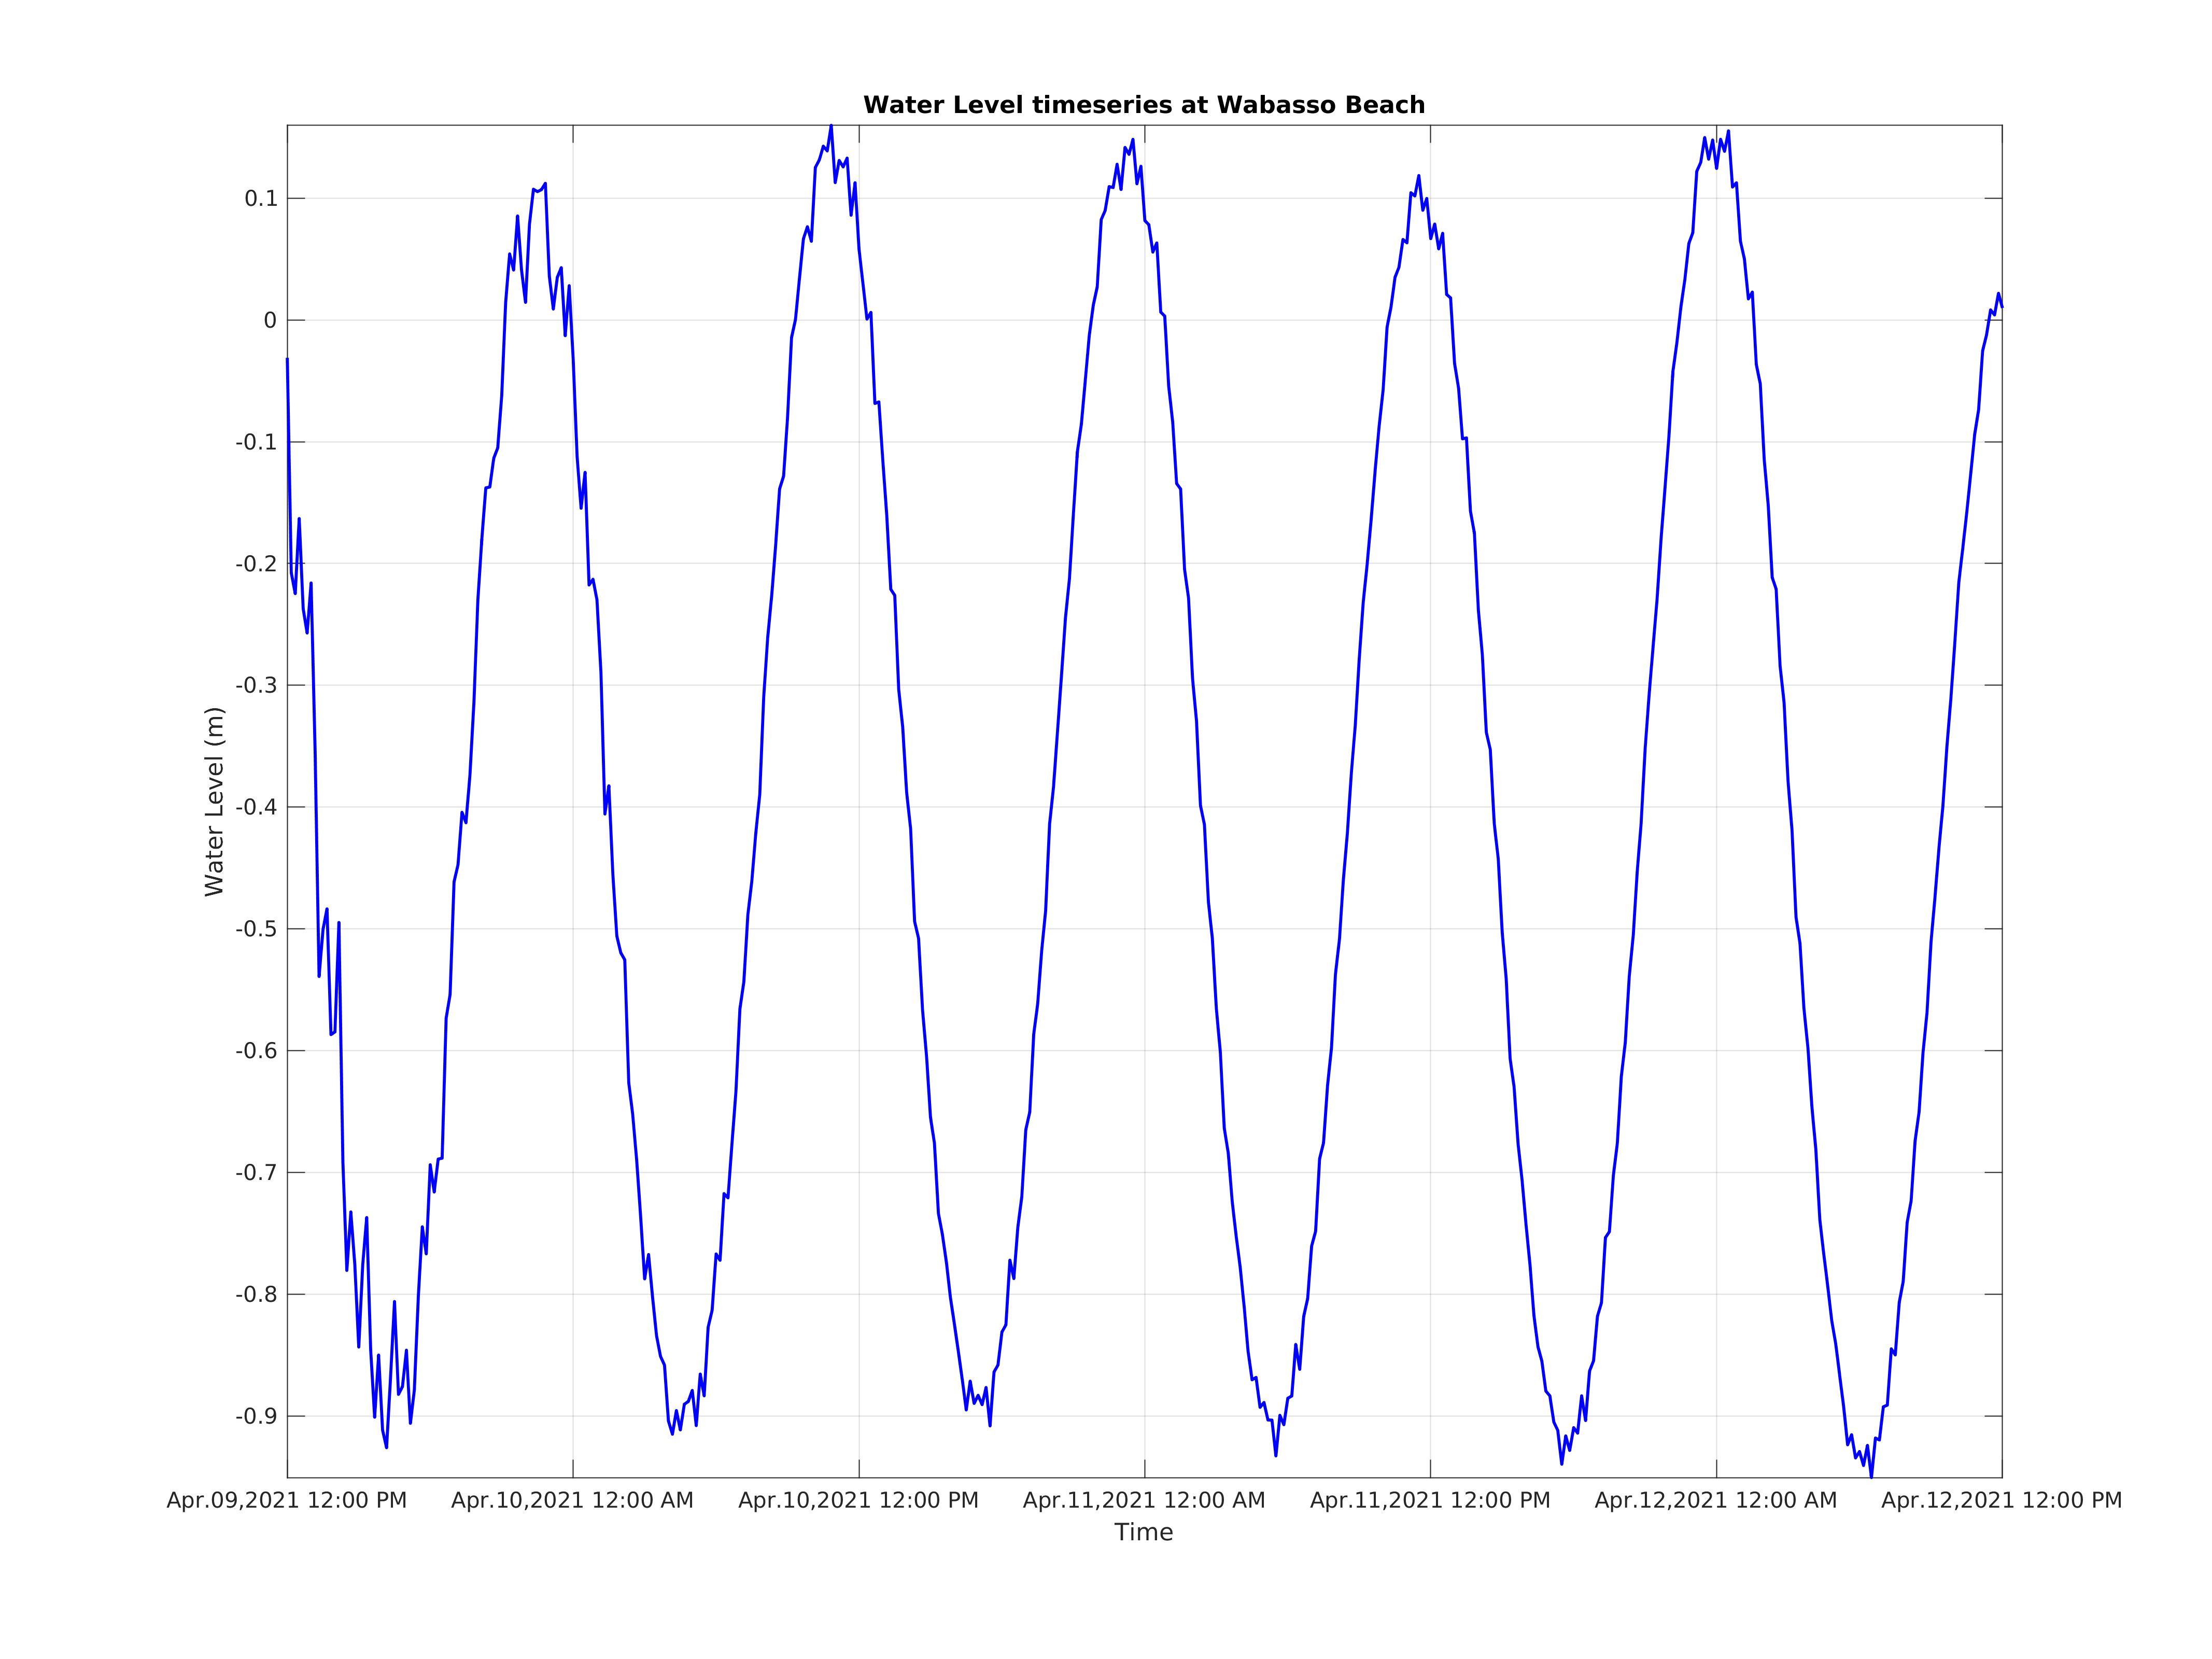 Water Level timeseries at Wabasso Beach
0.1
0
-0.1
-0.2
-0.3
-0.4
-0.5
-0.6
-0.7
-0.8
-0.9
Water Level (m)
Apr.09,2021 12:00 PM Apr.10,2021 12:00 AM Apr.10,2021 12:00 PM Apr.11,2021 12:00 AM Apr.11,2021 12:00 PM Apr.12,2021 12:00 AM Apr.12,2021 12:00 PM
Time